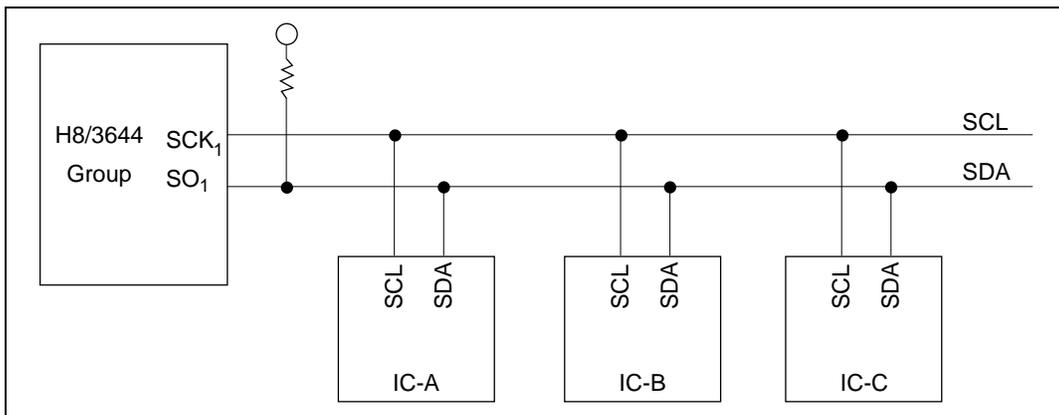 H8/3644
Group
SCK₁
SO₁
SCL
SDA
SCL SDA
IC-A
SCL SDA
IC-B
SCL SDA
IC-C